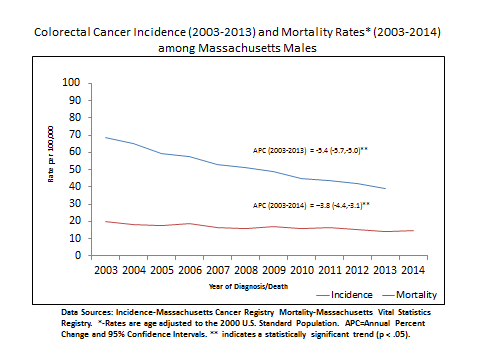 Colorectal Cancer Incidence (2003-2013) and Mortality Rates* (2003-2014)
among Massachusetts Males
100
90
80
70
60
50
40
30
20
10
0
Rate per 100,000
APC (2003-2013) = -5.4 (-5.7,-5.0)**
APC (2003-2014) = -3.8 (-4.4,-3.1)**
2003 2004 2005 2006 2007 2008 2009 2010 2011 2012 2013 2014
Year of Diagnosis/Death
Incidence Mortality
Data Sources: Incidence-Massachusetts Cancer Registry Mortality-Massachusetts Vital Statistics
Registry. *-Rates are age adjusted to the 2000 U.S. Standard Population. APC=Annual Percent
Change and 95% Confidence Intervals. ** indicates a statistically significant trend (p < .05).